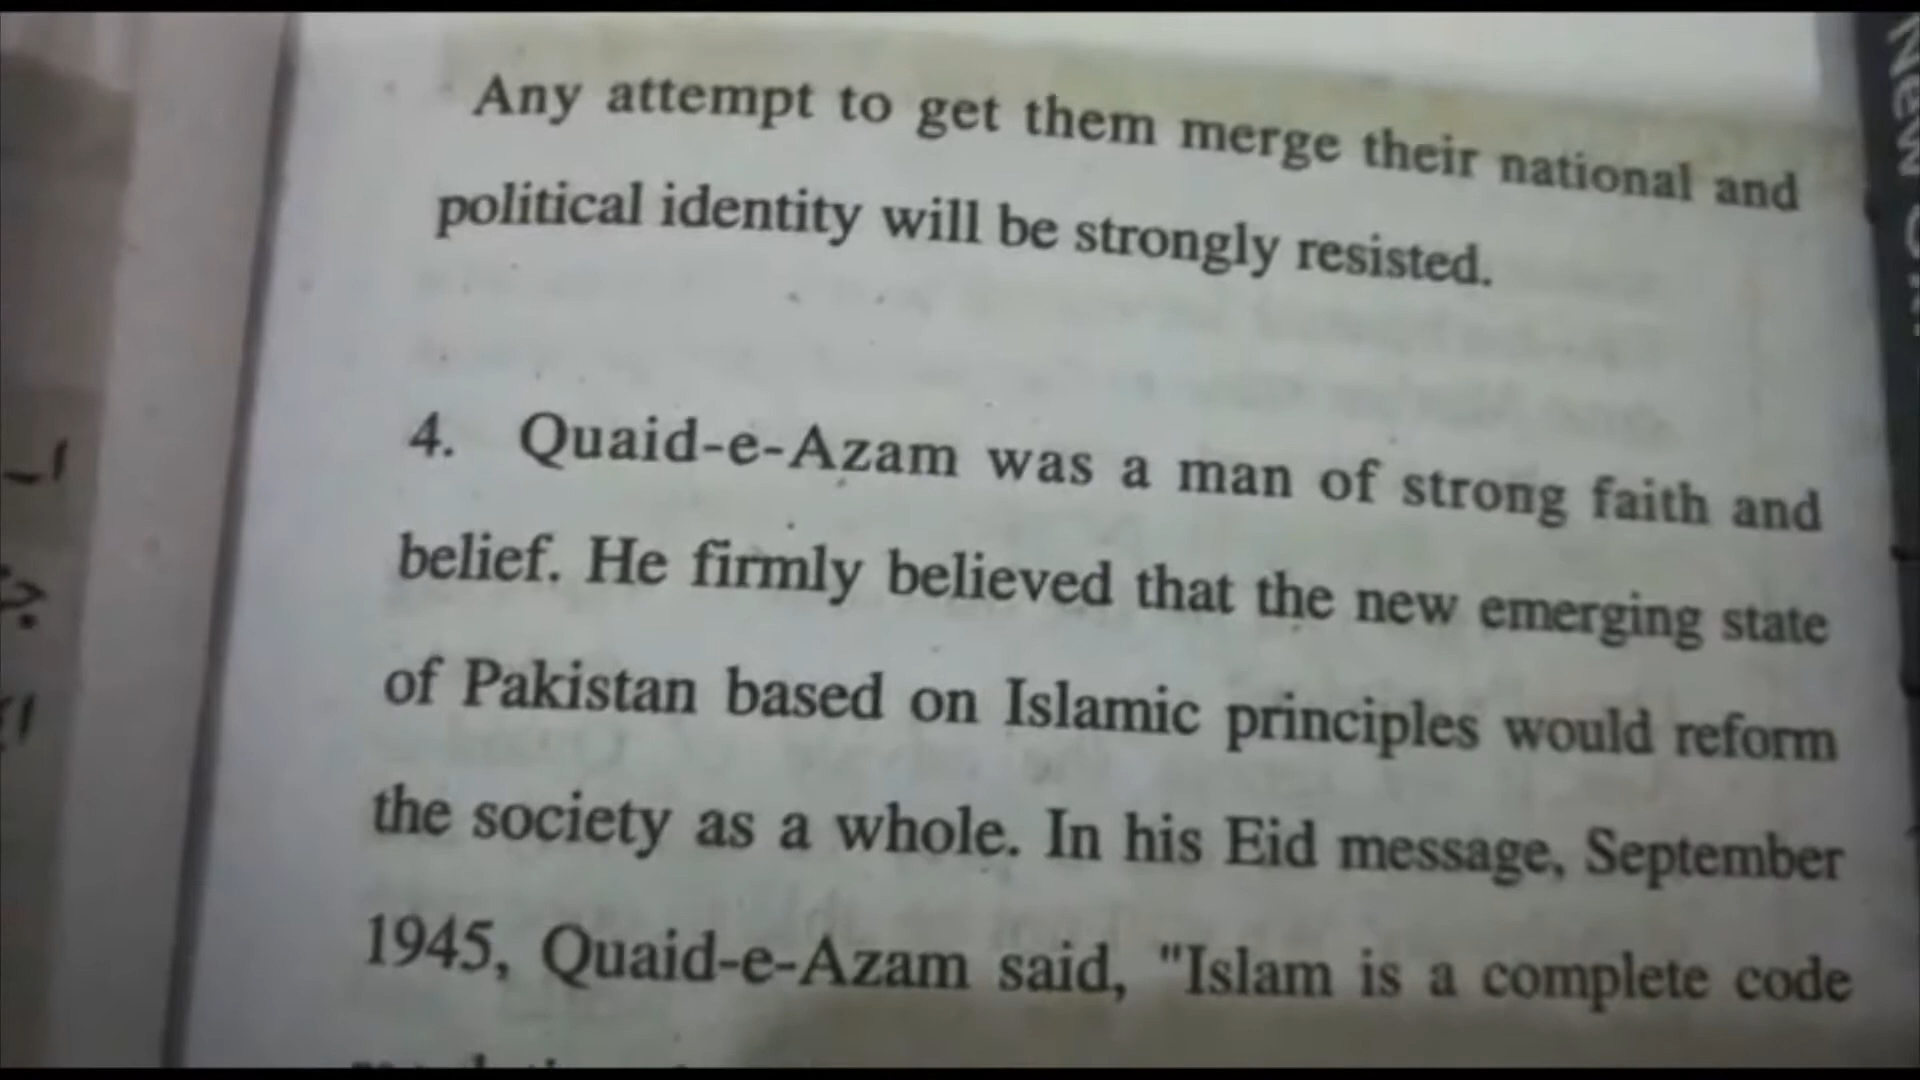 Any attempt to get them merge their national and
political identity will be strongly resisted.
4. Quaid-e-Azam was a man of strong faith and
belief. He firmly believed that the new emerging state
of Pakistan based on Islamic principles would reform
the society as a whole. In his Eid message, September
1945, Quaid-e-Azam said, "Islam is a complete code
New